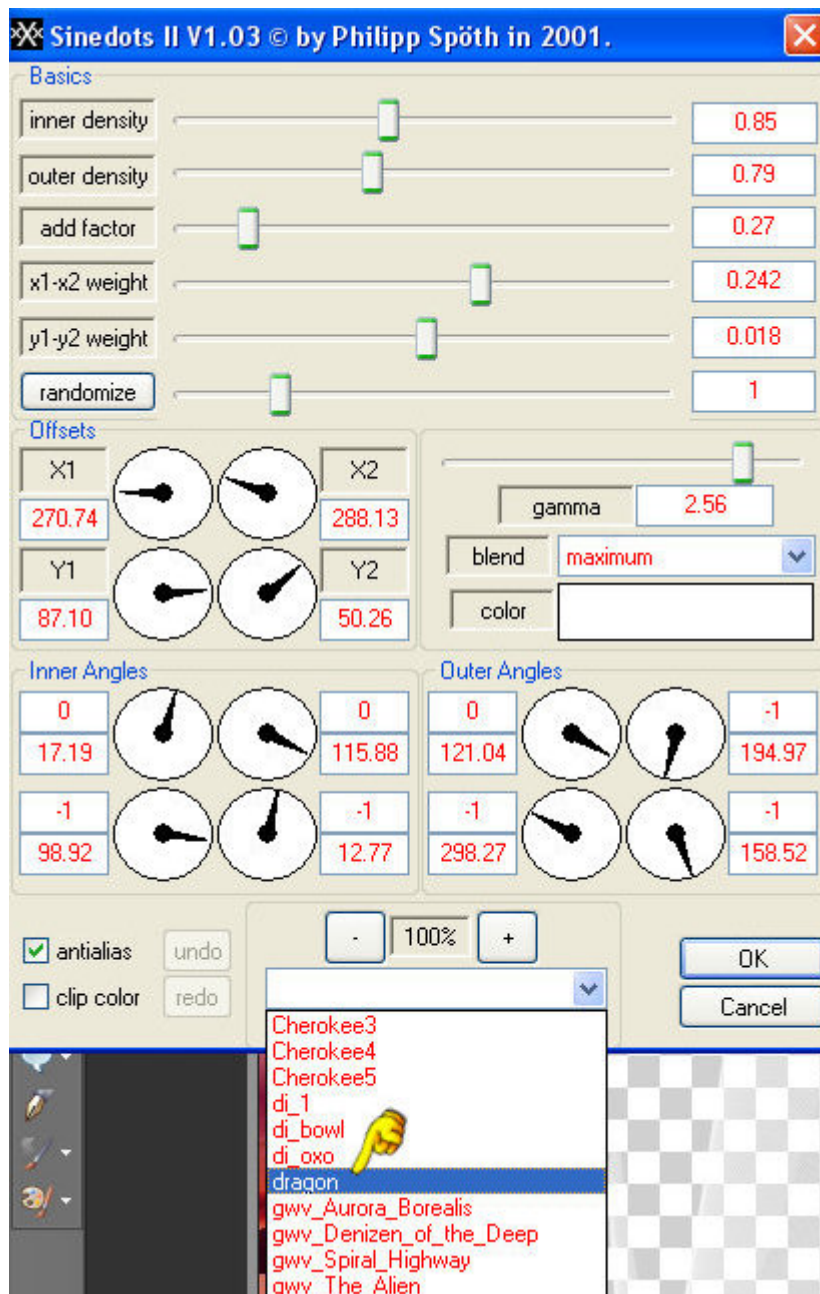 Sinedots II V1.03 © by Philipp Spöth in 2001.
Basics
inner density 0.85
outer density 0.79
add factor 0.27
x1-x2 weight 0.242
y1-y2 weight 0.018
randomize 1
Offsets
X1 X2
270.74 288.13
Y1 Y2
87.10 50.26
gamma 2.56
blend maximum
color
Inner Angles
0 0
17.19 115.88
-1 -1
98.92 12.77
Outer Angles
0 -1
121.04 194.97
-1 -1
298.27 158.52
antialias undo
clip color redo
- 100% +
OK
Cancel
Cherokee3
Cherokee4
Cherokee5
di_1
di_bowl
di_oxo
dragon
gwv_Aurora_Borealis
gwv_Denizen_of_the_Deep
gwv_Spiral_Highway
gwv_The_Alien